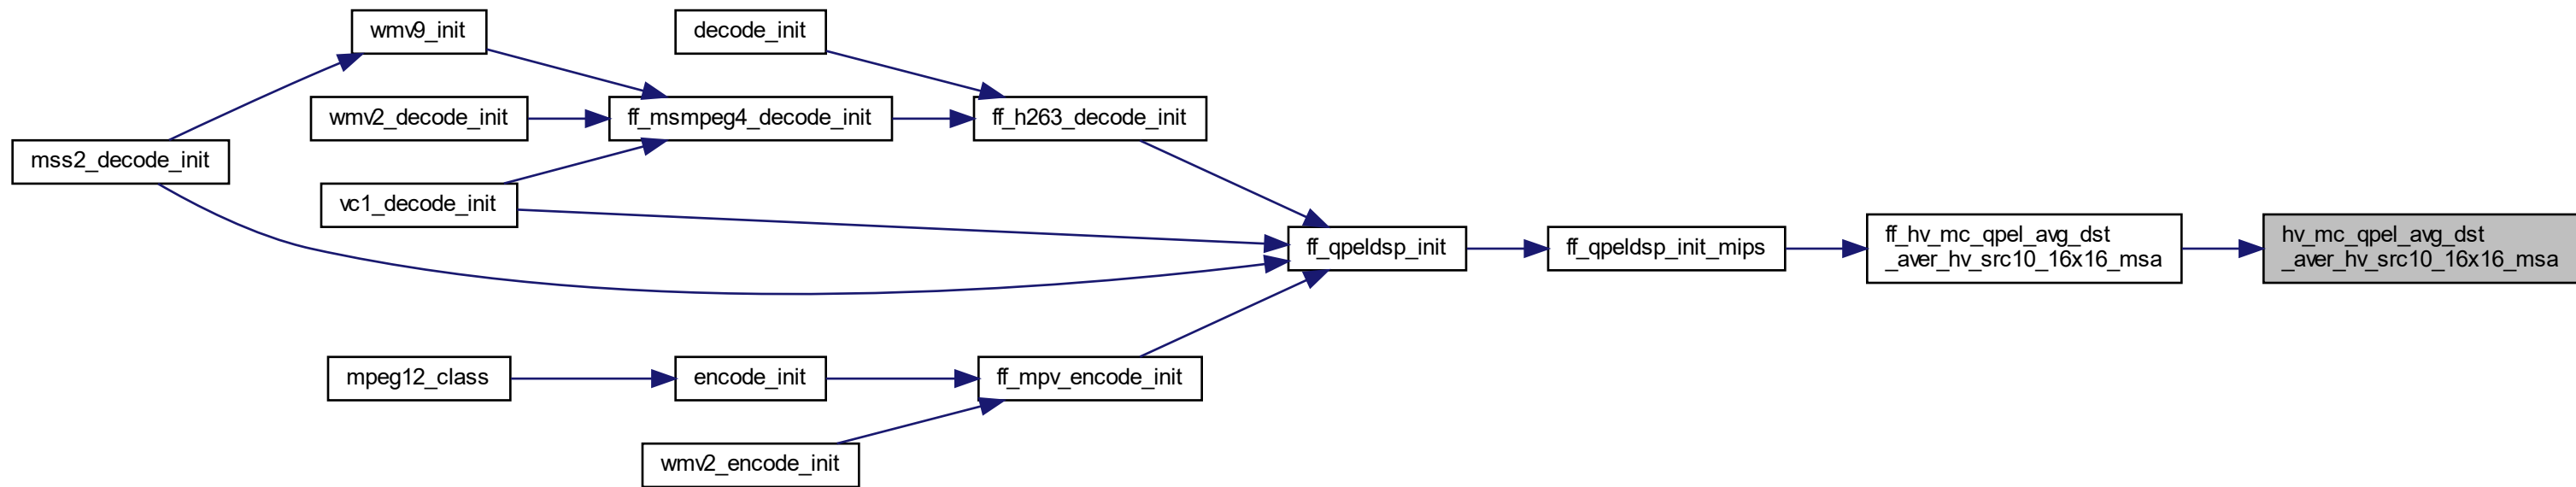 wmv9_init
decode_init
wmv2_decode_init
ff_msmpeg4_decode_init
ff_h263_decode_init
mss2_decode_init
vc1_decode_init
ff_qpeldsp_init
ff_qpeldsp_init_mips
ff_hv_mc_qpel_avg_dst
_aver_hv_src10_16x16_msa
hv_mc_qpel_avg_dst
_aver_hv_src10_16x16_msa
mpeg12_class
encode_init
ff_mpv_encode_init
wmv2_encode_init